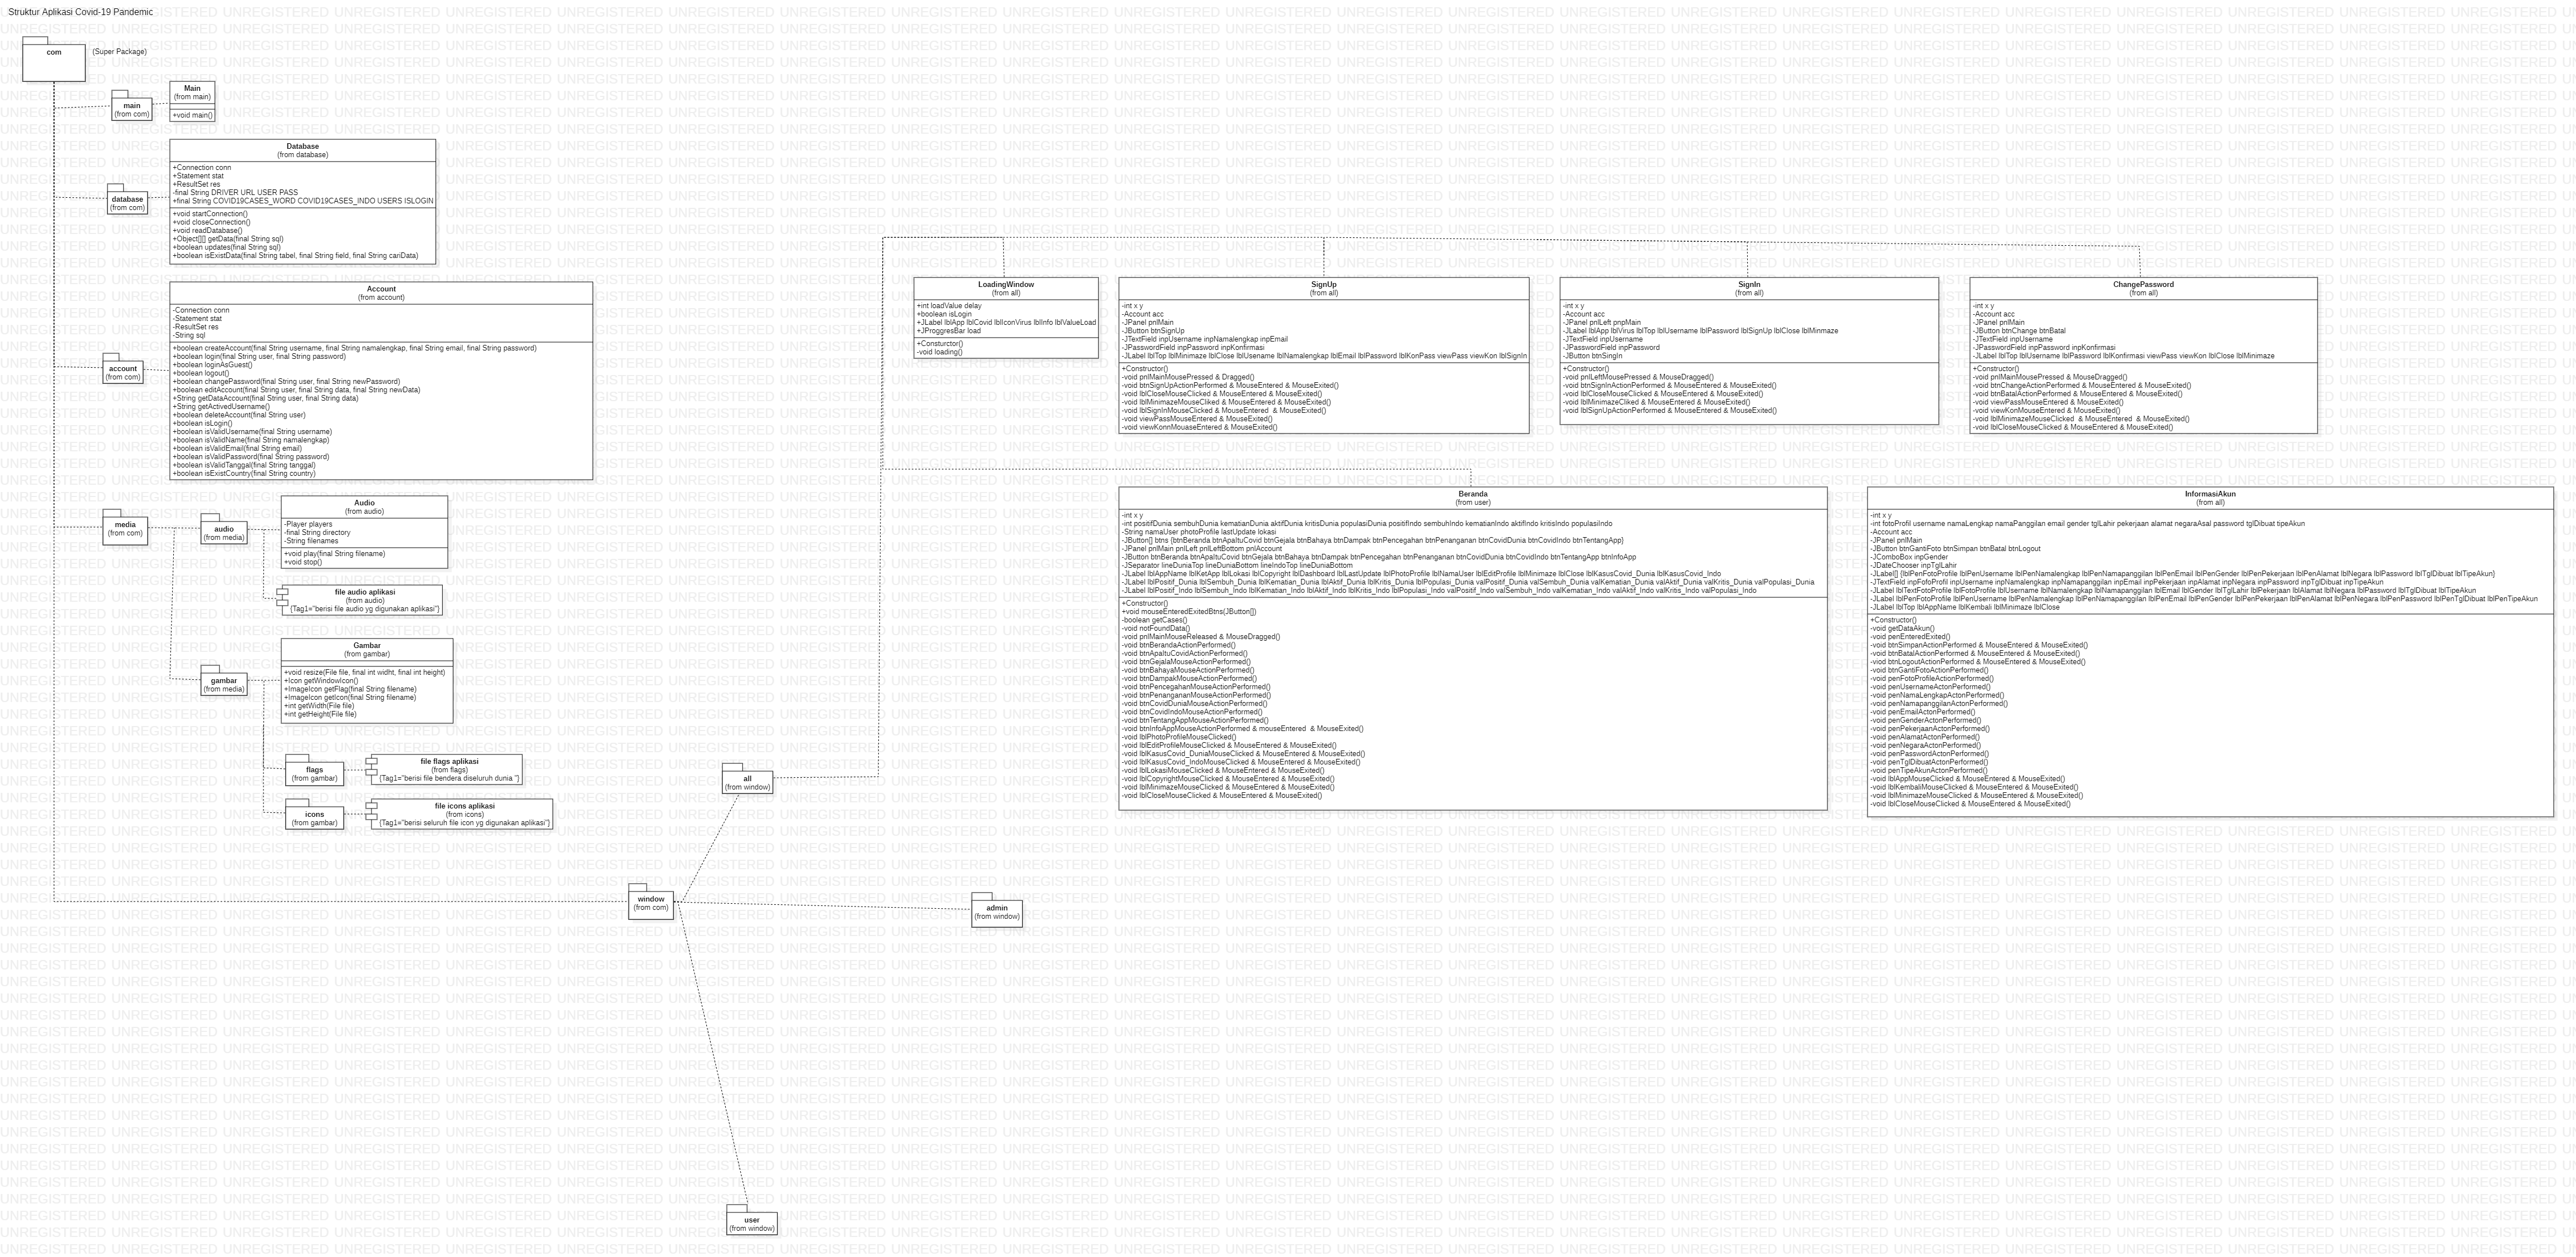 Struktur Aplikasi Covid-19 Pandemic
com
(Super Package)
main
(from com)
Main
(from main)
+void main()
database
(from com)
Database
(from database)
+Connection conn
+Statement stat
+ResultSet res
-final String DRIVER URL USER PASS
+final String COVID19CASES_WORD COVID19CASES_INDO USERS ISLOGIN
+void startConnection()
+void closeConnection()
+void readDatabase()
+Object[][] getData(final String sql)
+boolean updates(final String sql)
+boolean isExistData(final String tabel, final String field, final String cariData)
account
(from com)
Account
(from account)
-Connection conn
-Statement stat
-ResultSet res
-String sql
+boolean createAccount(final String username, final String namalengkap, final String email, final String password)
+boolean login(final String user, final String password)
+boolean loginAsGuest()
+boolean logout()
+boolean changePassword(final String user, final String newPassword)
+boolean editAccount(final String user, final String data, final String newData)
+String getDataAccount(final String user, final String data)
+String getActivedUsername()
+boolean deleteAccount(final String user)
+boolean isLogin()
+boolean isValidUsername(final String username)
+boolean isValidName(final String namalengkap)
+boolean isValidEmail(final String email)
+boolean isValidPassword(final String password)
+boolean isValidTanggal(final String tanggal)
+boolean isExistCountry(final String country)
media
(from com)
audio
(from media)
Audio
(from audio)
-Player players
-final String directory
-String filenames
+void play(final String filename)
+void stop()
file audio aplikasi
(from audio)
{Tag1="berisi file audio yg digunakan aplikasi"}
gambar
(from media)
Gambar
(from gambar)
+void resize(File file, final int widht, final int height)
+Icon getWindowIcon()
+ImageIcon getFlag(final String filename)
+ImageIcon getIcon(final String filename)
+int getWidth(File file)
+int getHeight(File file)
flags
(from gambar)
file flags aplikasi
(from flags)
{Tag1="berisi file bendera diseluruh dunia "}
icons
(from gambar)
file icons aplikasi
(from icons)
{Tag1="berisi seluruh file icon yg digunakan aplikasi"}
window
(from com)
all
(from window)
admin
(from window)
user
(from window)
LoadingWindow
(from all)
+int loadValue delay
+boolean isLogin
+JLabel lblApp lblCovid lblIconVirus lblInfo lblValueLoad
+JProggresBar load
+Consturctor()
-void loading()
SignUp
(from all)
-int x y
-Account acc
-JPanel pnlMain
-JButton btnSignUp
-JTextField inpUsername inpNamalengkap inpEmail
-JPasswordField inpPassword inpKonfirmasi
-JLabel lblTop lblMinimaze lblClose lblUsename lblNamalengkap lblEmail lblPassword lblKonPass viewPass viewKon lblSignIn
+Constructor()
-void pnlMainMousePressed & Dragged()
-void btnSignUpActionPerformed & MouseEntered & MouseExited()
-void lblCloseMouseClicked & MouseEntered & MouseExited()
-void lblMinimazeMouseCliked & MouseEntered & MouseExited()
-void lblSignInMouseClicked & MouseEntered  & MouseExited()
-void viewPassMouseEntered & MouseExited()
-void viewKonnMouaseEntered & MouseExited()
SignIn
(from all)
-int x y
-Account acc
-JPanel pnlLeft pnpMain
-JLabel lblApp lblVirus lblTop lblUsername lblPassword lblSignUp lblClose lblMinmaze
-JTextField inpUsername
-JPasswordField inpPassword
-JButton btnSingIn
+Constructor()
-void pnlLeftMousePressed & MouseDragged()
-void btnSignInActionPerformed & MouseEntered & MouseExited()
-void lblCloseMouseClicked & MouseEntered & MouseExited()
-void lblMinimazeCliked & MouseEntered & MouseExited()
-void lblSignUpActionPerformed & MouseEntered & MouseExited()
ChangePassword
(from all)
-int x y
-Account acc
-JPanel pnlMain
-JButton btnChange btnBatal
-JTextField inpUsername
-JPasswordField inpPassword inpKonfirmasi
-JLabel lblTop lblUsername lblPassword lblKonfirmasi viewPass viewKon lblClose lblMinimaze
+Constructor()
-void pnlMainMousePressed & MouseDragged()
-void btnChangeActionPerformed & MouseEntered & MouseExited()
-void btnBatalActionPerformed & MouseEntered & MouseExited()
-void viewPassMouseEntered & MouseExited()
-void viewKonMouseEntered & MouseExited()
-void lblMinimazeMouseClicked  & MouseEntered  & MouseExited()
-void lblCloseMouseClicked & MouseEntered & MouseExited()
Beranda
(from user)
-int x y
-int positifDunia sembuhDunia kematianDunia aktifDunia kritisDunia populasiDunia positifIndo sembuhIndo kematianIndo aktifIndo kritisIndo populasiIndo
-String namaUser photoProfile lastUpdate lokasi
-JButton[] btns {btnBeranda btnApaItuCovid btnGejala btnBahaya btnDampak btnPencegahan btnPenanganan btnCovidDunia btnCovidIndo btnTentangApp}
-JPanel pnlMain pnlLeft pnlLeftBottom pnlAccount
-JButton btnBeranda btnApaItuCovid btnGejala btnBahaya btnDampak btnPencegahan btnPenanganan btnCovidDunia btnCovidIndo btnTentangApp btnInfoApp
-JSeparator lineDuniaTop lineDuniaBottom lineIndoTop lineDuniaBottom
-JLabel lblAppName lblKetApp lblLokasi lblCopyright lblDashboard lblLastUpdate lblPhotoProfile lblNamaUser lblEditProfile lblMinimaze lblClose lblKasusCovid_Dunia lblKasusCovid_Indo
-JLabel lblPositif_Dunia lblSembuh_Dunia lblKematian_Dunia lblAktif_Dunia lblKritis_Dunia lblPopulasi_Dunia valPositif_Dunia valSembuh_Dunia valKematian_Dunia valAktif_Dunia valKritis_Dunia valPopulasi_Dunia
-JLabel lblPositif_Indo lblSembuh_Indo lblKematian_Indo lblAktif_Indo lblKritis_Indo lblPopulasi_Indo valPositif_Indo valSembuh_Indo valKematian_Indo valAktif_Indo valKritis_Indo valPopulasi_Indo
+Constructor()
+void mouseEnteredExitedBtns(JButton[])
-boolean getCases()
-void notFoundData()
-void pnlMainMouseReleased & MouseDragged()
-void btnBerandaActionPerformed()
-void btnApaItuCovidActionPerformed()
-void btnGejalaMouseActionPerformed()
-void btnBahayaMouseActionPerformed()
-void btnDampakMouseActionPerformed()
-void btnPencegahanMouseActionPerformed()
-void btnPenangananMouseActionPerformed()
-void btnCovidDuniaMouseActionPerformed()
-void btnCovidIndoMouseActionPerformed()
-void btnTentangAppMouseActionPerformed()
-void btnInfoAppMouseActionPerformed & mouseEntered  & MouseExited()
-void lblPhotoProfileMouseClicked()
-void lblEditProfileMouseClicked & MouseEntered & MouseExited()
-void lblKasusCovid_DuniaMouseClicked & MouseEntered & MouseExited()
-void lblKasusCovid_IndoMouseClicked & MouseEntered & MouseExited()
-void lblLokasiMouseClicked & MouseEntered & MouseExited()
-void lblCopyrightMouseClicked & MouseEntered & MouseExited()
-void lblMinimazeMouseClicked & MouseEntered & MouseExited()
-void lblCloseMouseClicked & MouseEntered & MouseExited()
InformasiAkun
(from all)
-int x y
-int fotoProfil username namaLengkap namaPanggilan email gender tglLahir pekerjaan alamat negaraAsal password tglDibuat tipeAkun
-Account acc
-JPanel pnlMain
-JButton btnGantiFoto btnSimpan btnBatal btnLogout
-JComboBox inpGender
-JDateChooser inpTglLahir
-JLabel[] {lblPenFotoProfile lblPenUsername lblPenNamalengkap lblPenNamapanggilan lblPenEmail lblPenGender lblPenPekerjaan lblPenAlamat lblNegara lblPassword lblTglDibuat lblTipeAkun}
-JTextField inpFofoProfil inpUsername inpNamalengkap inpNamapanggilan inpEmail inpPekerjaan inpAlamat inpNegara inpPassword inpTglDibuat inpTipeAkun
-JLabel lblTextFotoProfil lblFotoProfile lblUsername lblNamalengkap lblNamapanggilan lblEmail lblGender lblTglLahir lblPekerjaan lblAlamat lblNegara lblPassword lblTglDibuat lblTipeAkun
-JLabel lblPenFotoProfile lblPenUsername lblPenNamalengkap lblPenNamapanggilan lblPenEmail lblPenGender lblPenPekerjaan lblPenAlamat lblPenNegara lblPenPassword lblPenTglDibuat lblPenTipeAkun
-JLabel lblTop lblAppName lblKembali lblMinimaze lblClose
+Constructor()
-void getDataAkun()
-void penEnteredExited()
-void btnSimpanActionPerformed & MouseEntered & MouseExited()
-void btnBatalActionPerformed & MouseEntered & MouseExited()
-void btnLogoutActionPerformed & MouseEntered & MouseExited()
-void btnGantiFotoActionPerformed()
-void penFotoProfileActionPerformed()
-void penUsernameActonPerformed()
-void penNamaLengkapActonPerformed()
-void penNamapanggilanActonPerformed()
-void penEmailActonPerformed()
-void penGenderActonPerformed()
-void penPekerjaanActonPerformed()
-void penAlamatActonPerformed()
-void penNegaraActonPerformed()
-void penPasswordActonPerformed()
-void penTglDibuatActonPerformed()
-void penTipeAkunActonPerformed()
-void lblAppMouseClicked & MouseEntered & MouseExited()
-void lblKembaliMouseClicked & MouseEntered & MouseExited()
-void lblMinimazeMouseClicked & MouseEntered & MouseExited()
-void lblCloseMouseClicked & MouseEntered & MouseExited()
UNREGISTERED